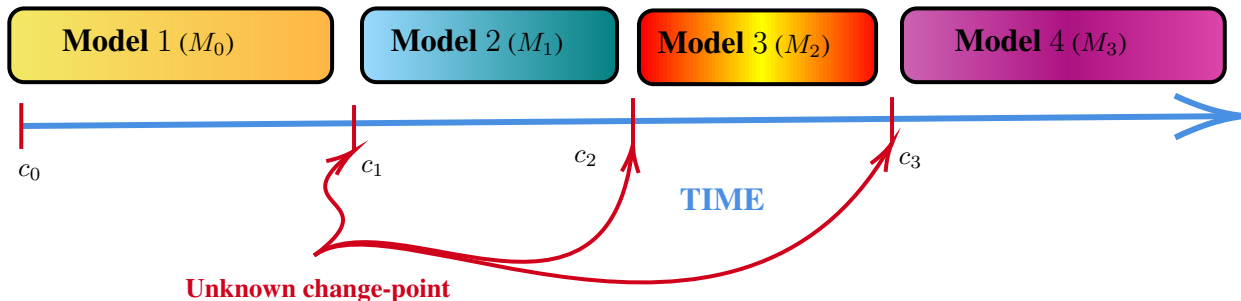 Model 1 (M₀)
Model 2 (M₁)
Model 3 (M₂)
Model 4 (M₃)
c₀
c₁
c₂
c₃
TIME
Unknown change-point